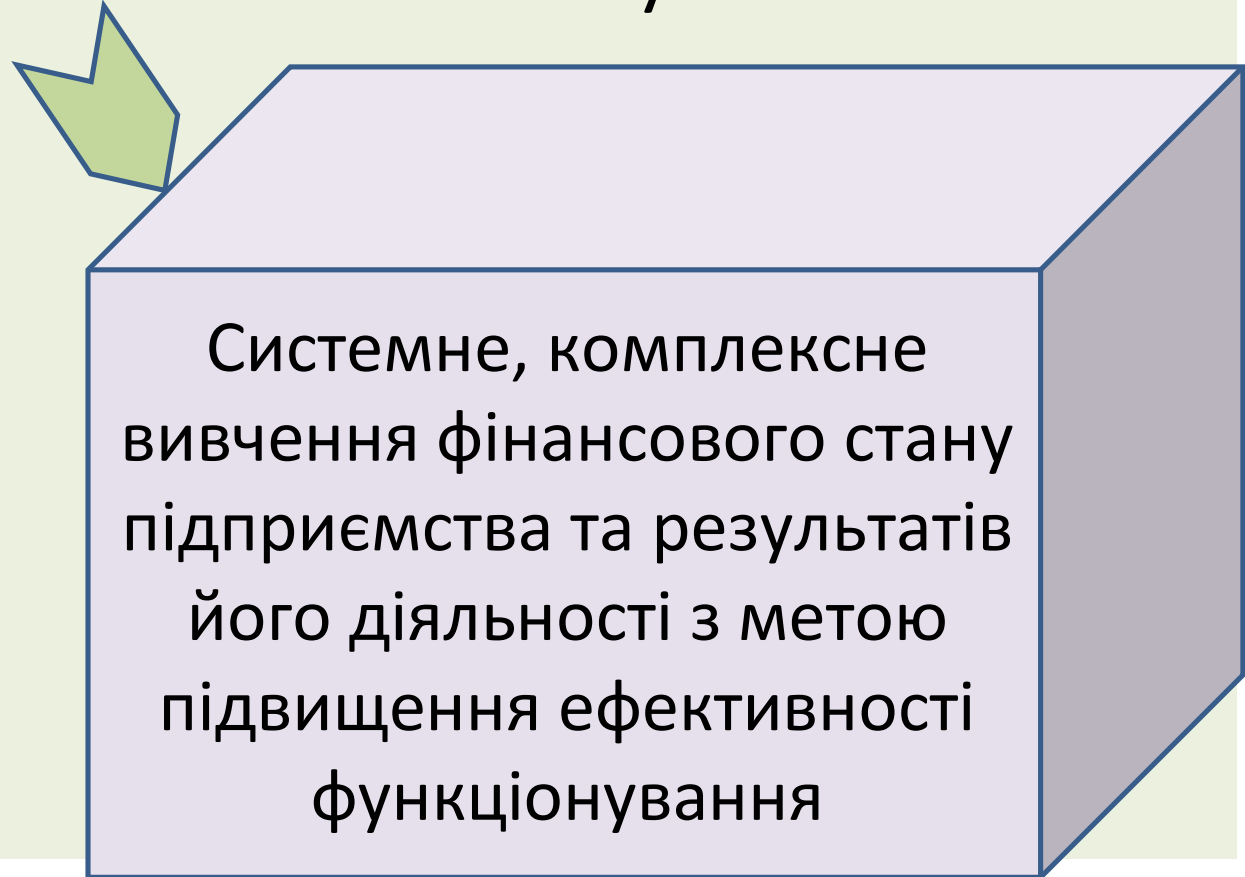 Системне, комплексне
вивчення фінансового стану
підприємства та результатів
його діяльності з метою
підвищення ефективності
функціонування